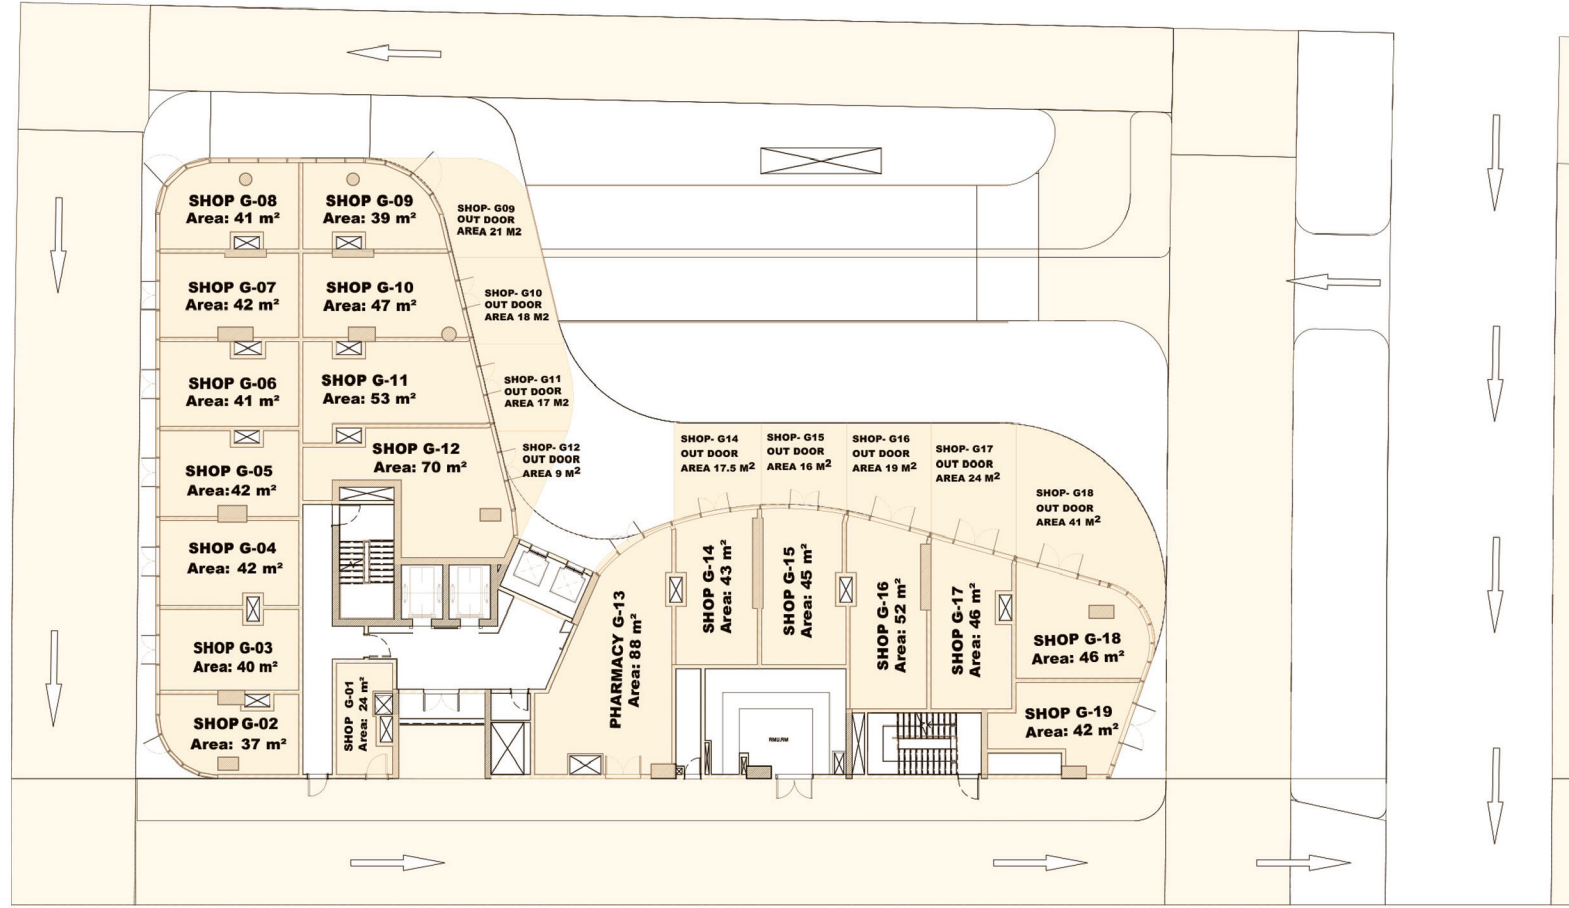 SHOP G-08
Area: 41 m²
SHOP G-09
Area: 39 m²
SHOP- G09
OUT DOOR
AREA 21 M2
SHOP G-07
Area: 42 m²
SHOP G-10
Area: 47 m²
SHOP- G10
OUT DOOR
AREA 18 M2
SHOP G-06
Area: 41 m²
SHOP G-11
Area: 53 m²
SHOP- G11
OUT DOOR
AREA 17 M2
SHOP G-05
Area:42 m²
SHOP G-12
Area: 70 m²
SHOP- G12
OUT DOOR
AREA 9 M2
SHOP- G14
OUT DOOR
AREA 17.5 M2
SHOP- G15
OUT DOOR
AREA 16 M2
SHOP- G16
OUT DOOR
AREA 19 M2
SHOP- G17
OUT DOOR
AREA 24 M2
SHOP- G18
OUT DOOR
AREA 41 M2
SHOP G-04
Area: 42 m²
SHOP G-03
Area: 40 m²
SHOP G-02
Area: 37 m²
SHOP G-01
Area: 24 m²
PHARMACY G-13
Area: 88 m²
SHOP G-14
Area: 43 m²
SHOP G-15
Area: 45 m²
SHOP G-16
Area: 52 m²
SHOP G-17
Area: 46 m²
SHOP G-18
Area: 46 m²
SHOP G-19
Area: 42 m²
RMU.RM